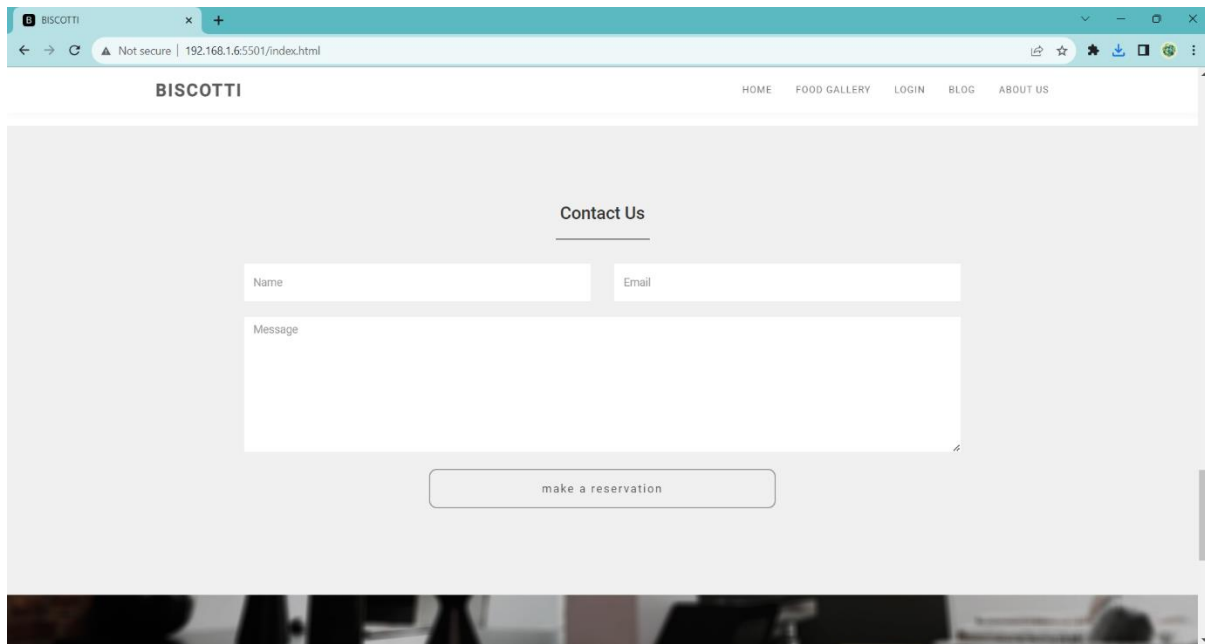 B BISCOTTI
Not secure | 192.168.1.6:5501/index.html
BISCOTTI HOME FOOD GALLERY LOGIN BLOG ABOUT US
Contact Us
Name Email
Message
make a reservation